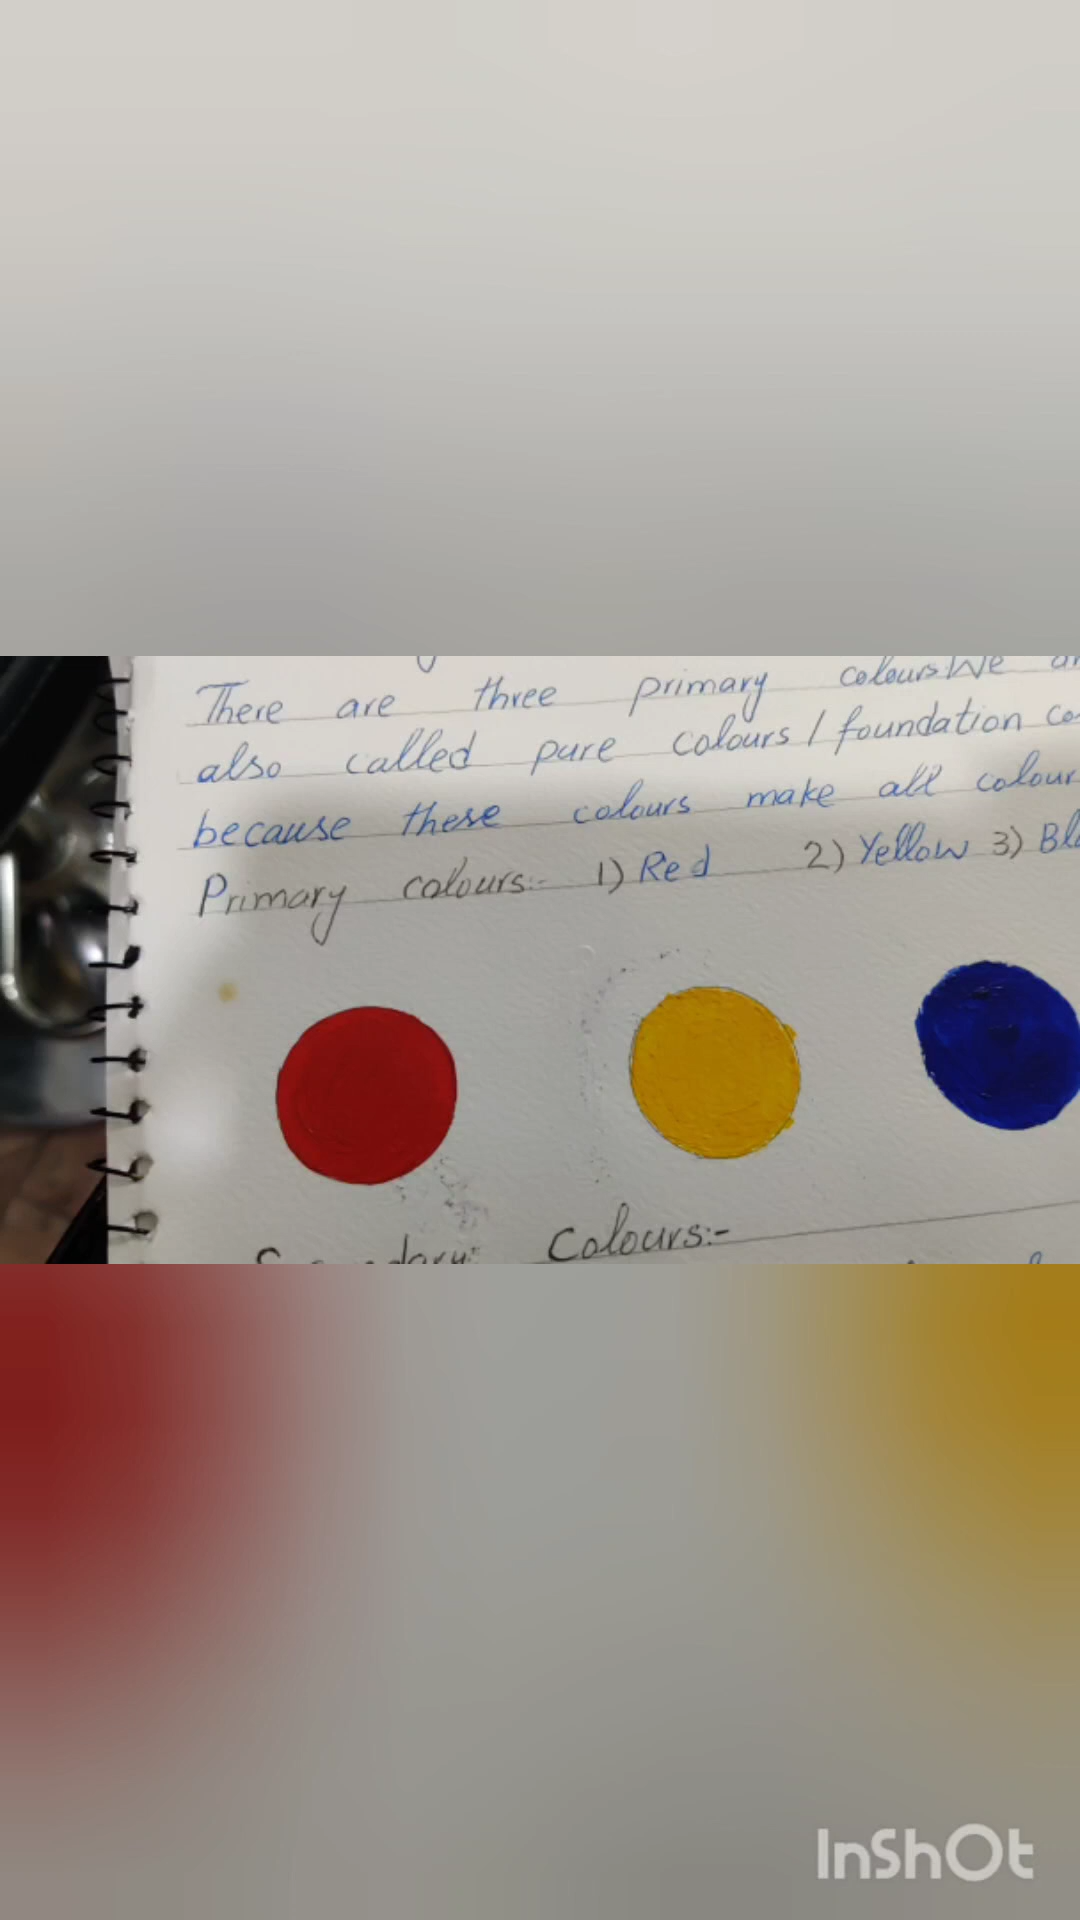 There are three primary colours We
also called pure colours / foundation
because these colours make all colour
Primary colours:- 1) Red 2) Yellow 3)
Colours:-
InShOt